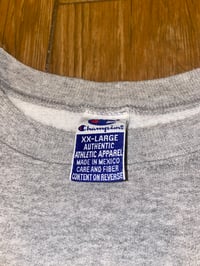 Champion
XX-LARGE
AUTHENTIC
ATHLETIC APPAREL
MADE IN MEXICO
CARE AND FIBER
CONTENT ON REVERSE